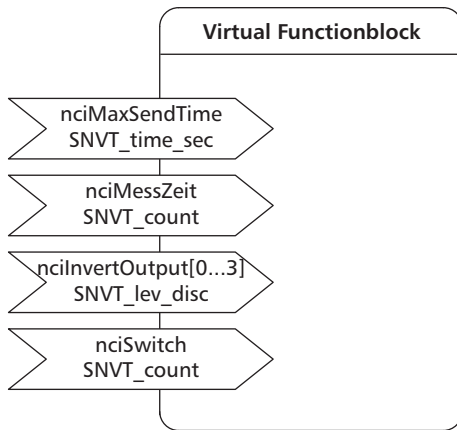 Virtual Functionblock
nciMaxSendTime
SNVT_time_sec
nciMessZeit
SNVT_count
nciInvertOutput[0...3]
SNVT_lev_disc
nciSwitch
SNVT_count